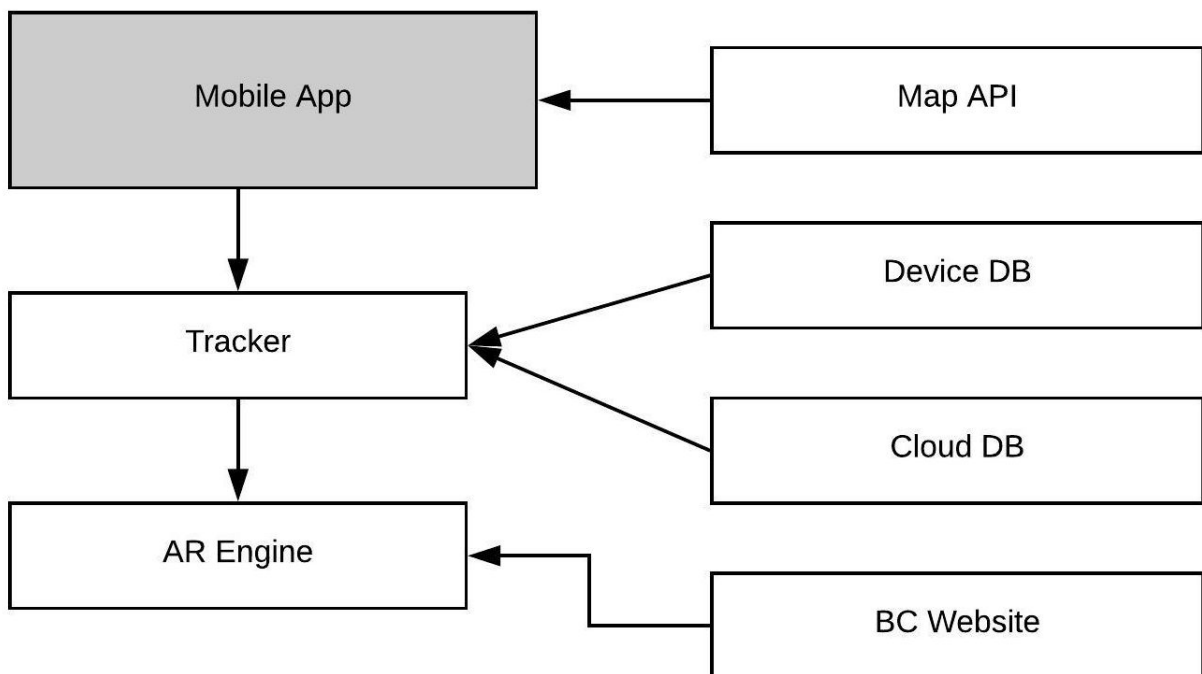 Mobile App
Map API
Device DB
Tracker
Cloud DB
AR Engine
BC Website